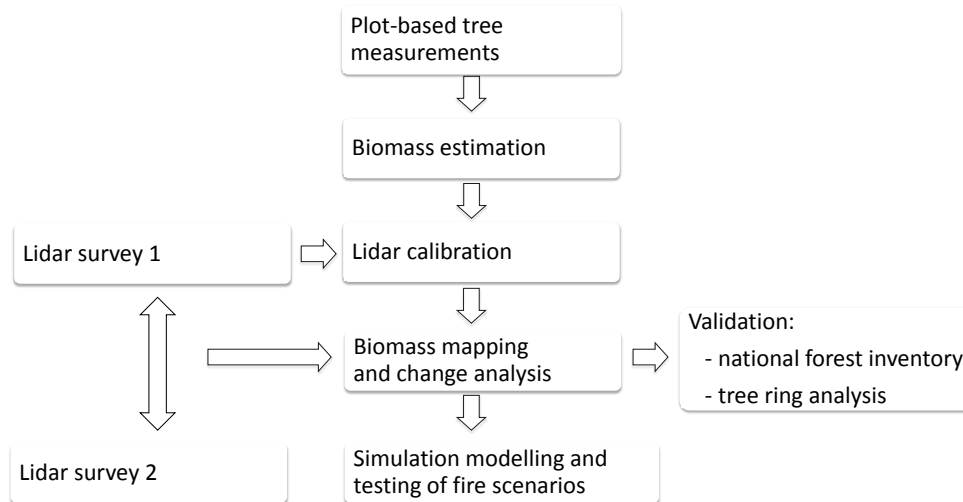 Plot-based tree
measurements
Biomass estimation
Lidar survey 1
Lidar calibration
Biomass mapping
and change analysis
Validation:
- national forest inventory
- tree ring analysis
Lidar survey 2
Simulation modelling and
testing of fire scenarios